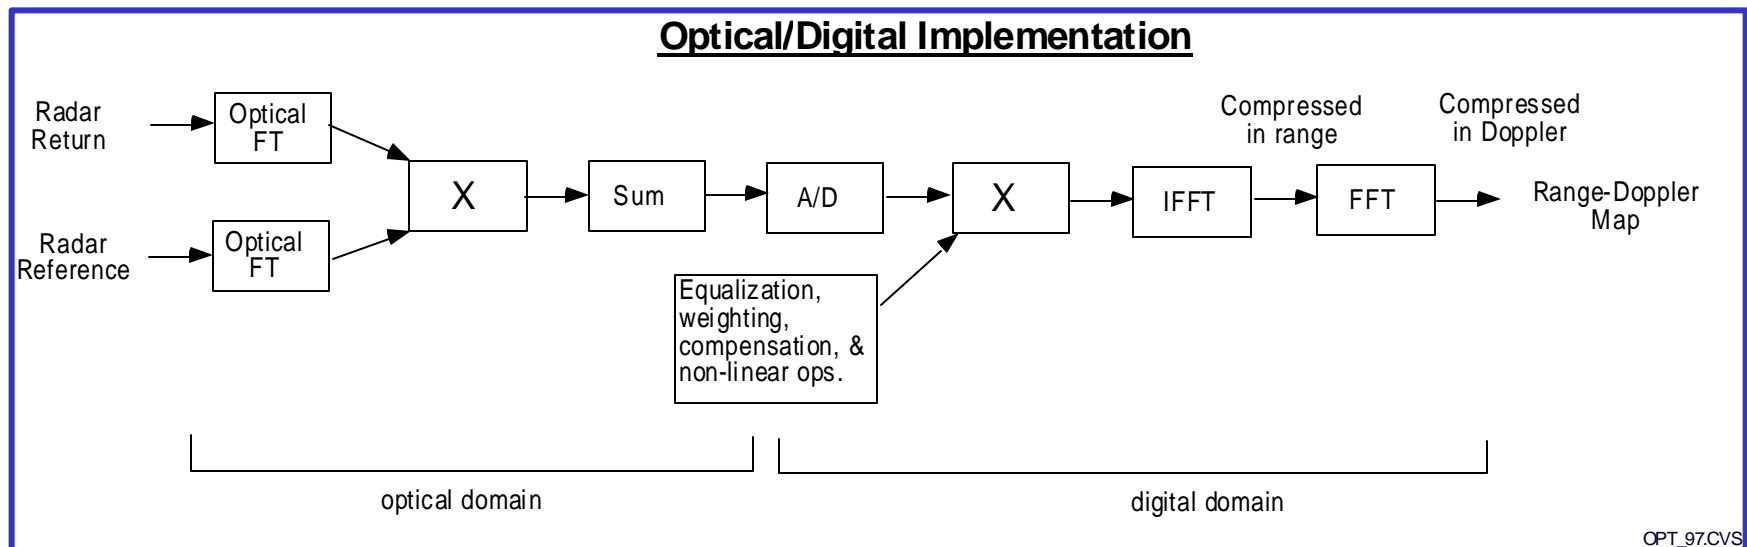 Optical/Digital Implementation
Radar
Return
Optical
FT
Radar
Reference
Optical
FT
X
Sum
A/D
X
Equalization,
weighting,
compensation, &
non-linear ops.
IFFT
Compressed
in range
FFT
Compressed
in Doppler
Range-Doppler
Map
optical domain
digital domain
OPT_97.CVS